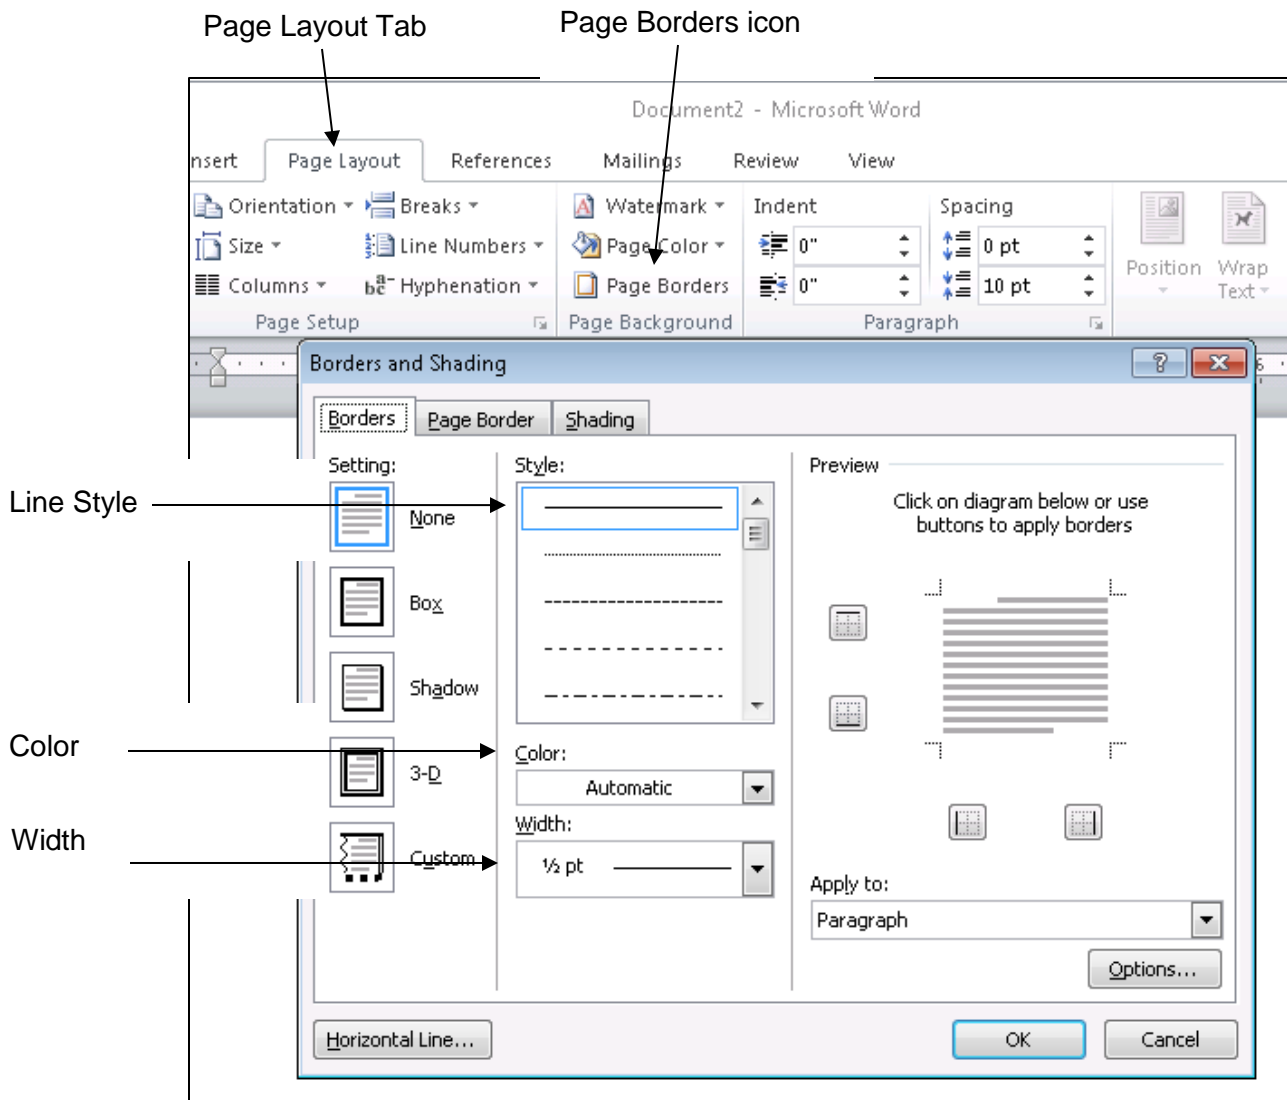 Page Layout Tab
Page Borders icon
Document2 - Microsoft Word
nsert Page Layout References Mailings Review View
Orientation Breaks Watermark Indent Spacing
Size Line Numbers Page Color 0" 0 pt
Columns Hyphenation Page Borders 0" 10 pt
Position Wrap Text
Page Setup Page Background Paragraph
Borders and Shading
6
Borders Page Border Shading
Setting: Style: Preview
Click on diagram below or use
buttons to apply borders
Line Style
None
Box
Shadow
Color
3-D
Color:
Automatic
Width
Width:
Custom
½ pt
Apply to:
Paragraph
Options...
Horizontal Line... OK Cancel